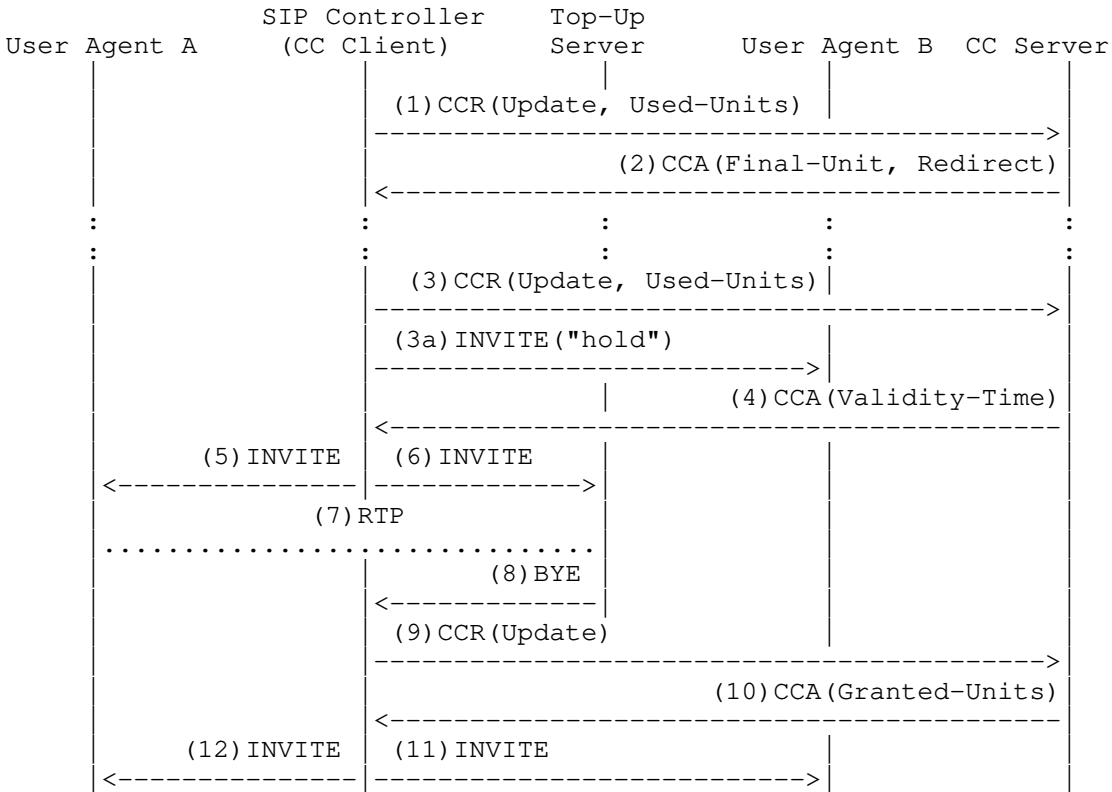 SIP Controller Top-Up
User Agent A (CC Client) Server User Agent B CC Server
(1)CCR(Update, Used-Units)
(2)CCA(Final-Unit, Redirect)
(3)CCR(Update, Used-Units)
(3a)INVITE("hold")
(4)CCA(Validity-Time)
(5)INVITE (6)INVITE
(7)RTP
(8)BYE
(9)CCR(Update)
(10)CCA(Granted-Units)
(12)INVITE (11)INVITE